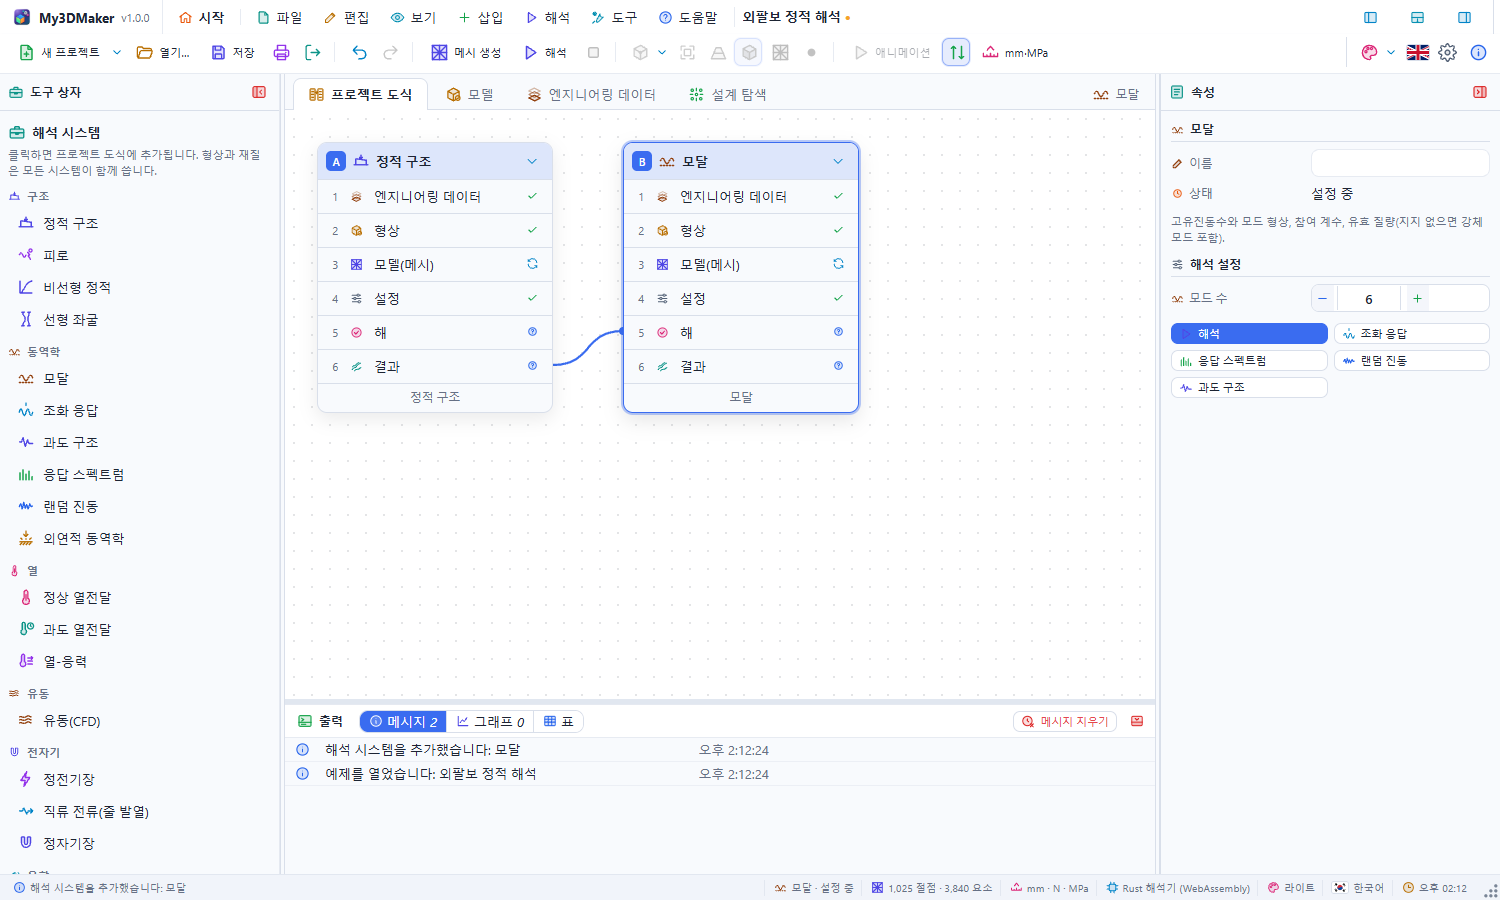 My3DMaker v1.0.0 시작 파일 편집 보기 삽입 해석 도구 도움말 외팔보 정적 해석
새 프로젝트 열기... 저장 메시 생성 해석 애니메이션 mm·MPa
도구 상자
해석 시스템
클릭하면 프로젝트 도식에 추가됩니다. 형상과 재질
은 모든 시스템이 함께 씁니다.
구조
정적 구조
피로
비선형 정적
선형 좌굴
동역학
모달
조화 응답
과도 구조
응답 스펙트럼
랜덤 진동
외연적 동역학
열
정상 열전달
과도 열전달
열-응력
유동
유동(CFD)
전자기
정전기장
직류 전류(줄 발열)
정자기장
프로젝트 도식 모델 엔지니어링 데이터 설계 탐색 모달
A 정적 구조
1 엔지니어링 데이터
2 형상
3 모델(메시)
4 설정
5 해
6 결과
정적 구조
B 모달
1 엔지니어링 데이터
2 형상
3 모델(메시)
4 설정
5 해
6 결과
모달
출력 메시지 2 그래프 0 표 메시지 지우기
해석 시스템을 추가했습니다: 모달 오후 2:12:24
예제를 열었습니다: 외팔보 정적 해석 오후 2:12:24
속성
모달
이름
상태 설정 중
고유진동수와 모드 형상, 참여 계수, 유효 질량(지지 없으면 강체
모드 포함).
해석 설정
모드 수 − 6 +
해석 조화 응답
응답 스펙트럼 랜덤 진동
과도 구조
해석 시스템을 추가했습니다: 모달 모달 · 설정 중 1,025 절점 · 3,840 요소 mm · N · MPa Rust 해석기 (WebAssembly) 라이트 한국어 오후 02:12